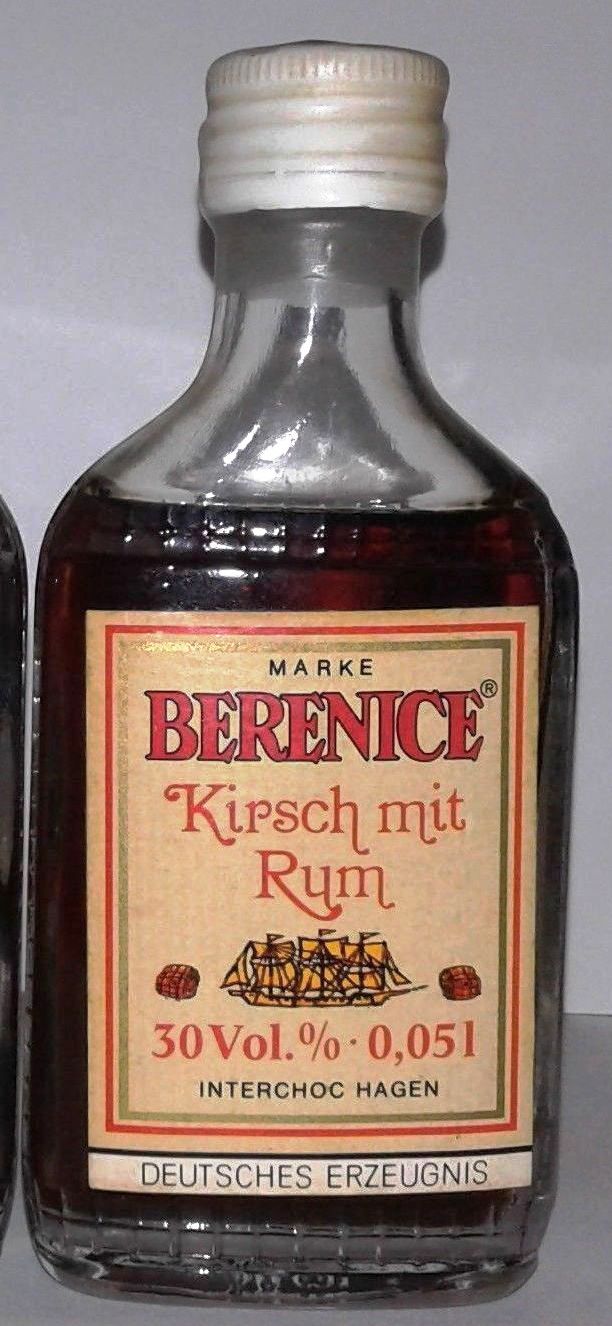 MARKE
BERENICE®
Kirsch mit
Rum
30 Vol.% · 0,05 l
INTERCHOC HAGEN
DEUTSCHES ERZEUGNIS